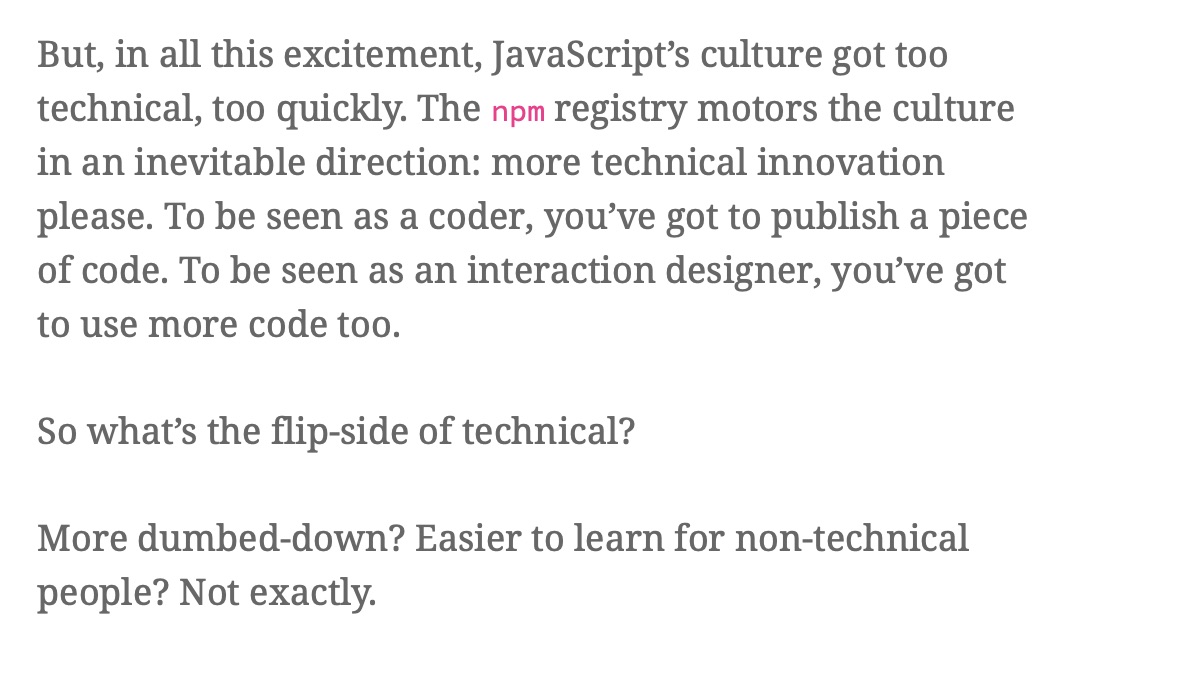 But, in all this excitement, JavaScript’s culture got too
technical, too quickly. The npm registry motors the culture
in an inevitable direction: more technical innovation
please. To be seen as a coder, you’ve got to publish a piece
of code. To be seen as an interaction designer, you’ve got
to use more code too.
So what’s the flip-side of technical?
More dumbed-down? Easier to learn for non-technical
people? Not exactly.